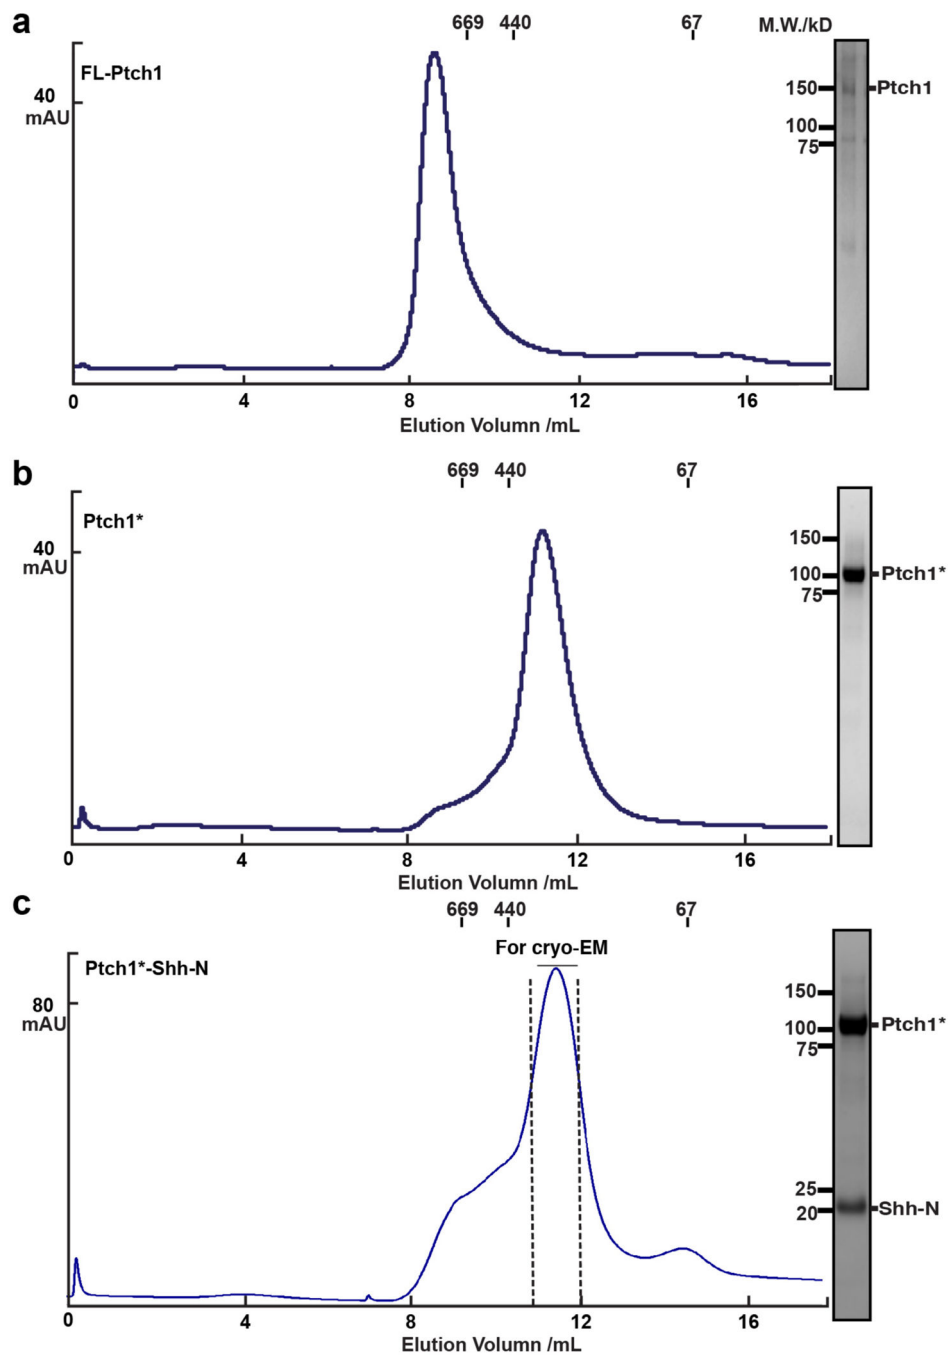 a
669 440 67 M.W./kD
FL-Ptch1
40
mAU
150 Ptch1
100
75
0 4 8 12 16
Elution Volumn /mL
b
669 440 67
Ptch1*
40
mAU
150
100 Ptch1*
75
0 4 8 12 16
Elution Volumn /mL
c
669 440 67
For cryo-EM
Ptch1*-Shh-N
80
mAU
150
100 Ptch1*
75
25
20 Shh-N
0 4 8 12 16
Elution Volumn /mL